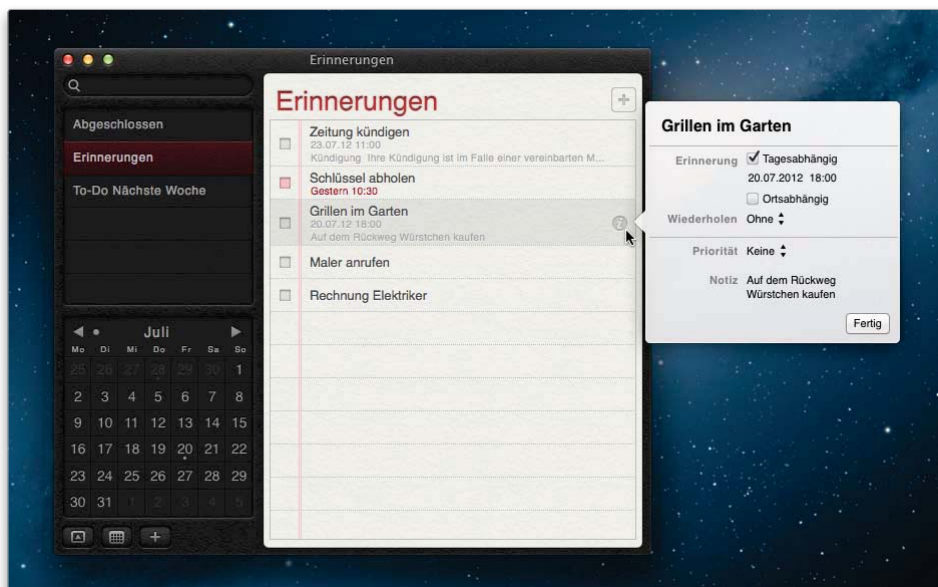 Erinnerungen
Abgeschlossen
Erinnerungen
To-Do Nächste Woche
Juli
Mo Di Mi Do Fr Sa So
25 26 27 28 29 30 1
2 3 4 5 6 7 8
9 10 11 12 13 14 15
16 17 18 19 20 21 22
23 24 25 26 27 28 29
30 31 1 2 3 4 5
Erinnerungen
Zeitung kündigen
23.07.12 11:00
Kündigung Ihre Kündigung ist im Falle einer vereinbarten M...
Schlüssel abholen
Gestern 10:30
Grillen im Garten
20.07.12 18:00
Auf dem Rückweg Würstchen kaufen
Maler anrufen
Rechnung Elektriker
Grillen im Garten
Erinnerung Tagesabhängig
20.07.2012 18:00
Ortsabhängig
Wiederholen Ohne
Priorität Keine
Notiz Auf dem Rückweg
Würstchen kaufen
Fertig